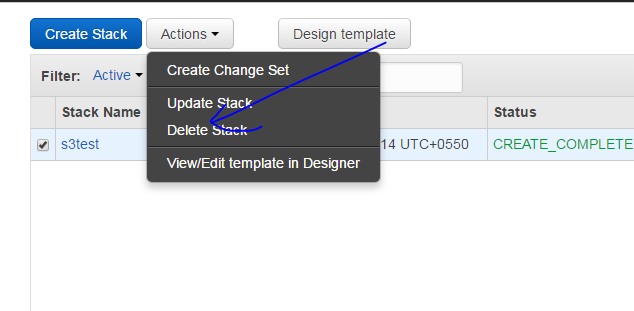 Create Stack Actions Design template
Create Change Set
Filter: Active
Update Stack
Stack Name Status
Delete Stack
s3test 14 UTC+0550 CREATE_COMPLETE
View/Edit template in Designer